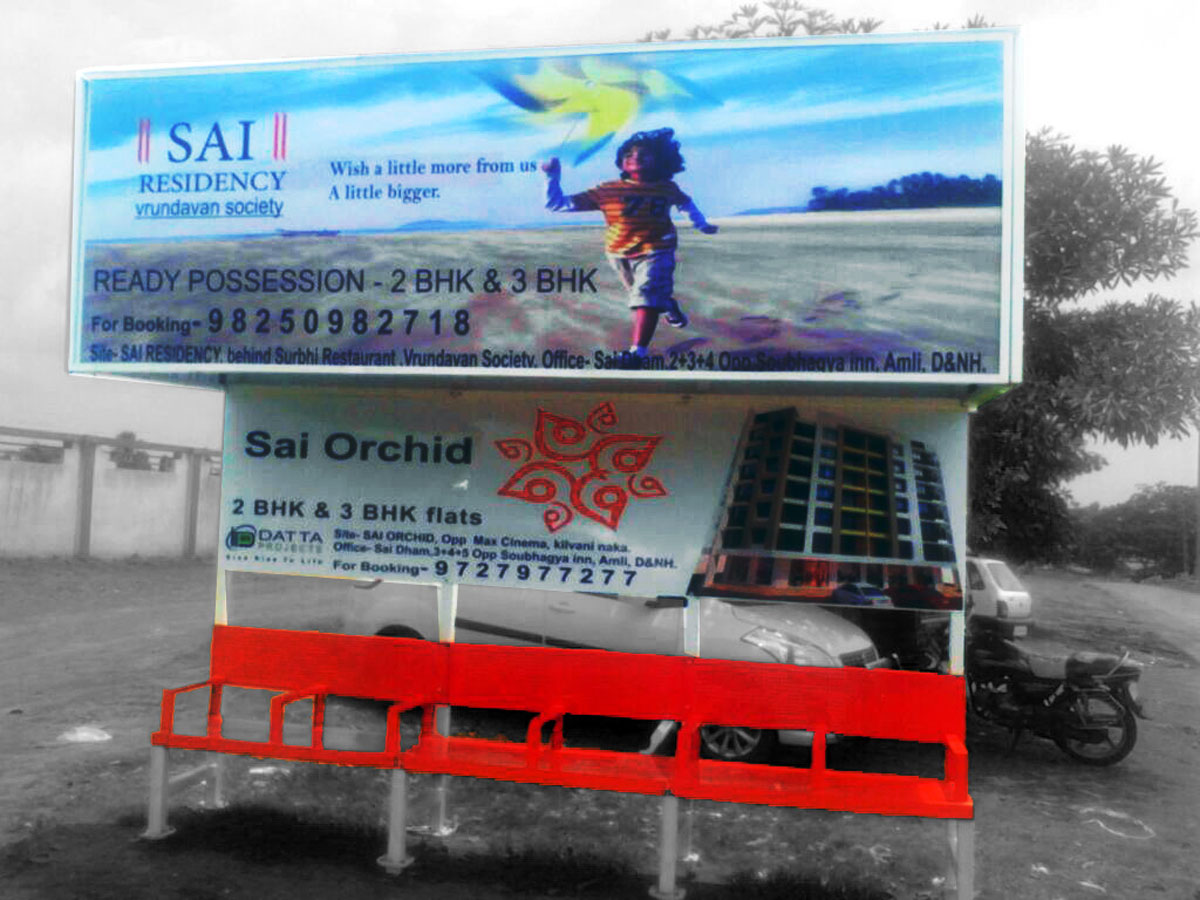 || SAI ||
RESIDENCY
vrundavan society
Wish a little more from us
A little bigger.
READY POSSESSION - 2 BHK & 3 BHK
For Booking- 98250982718
Site- SAI RESIDENCY, behind Surbhi Restaurant .Vrundavan Society. Office- Sai Dham,2+3+4 Opp Soubhagya inn, Amli, D&NH.
Sai Orchid
2 BHK & 3 BHK flats
DATTA
PROJECTS
Site- SAI ORCHID, Opp Max Cinema, kilvani naka.
Office- Sai Dham,3+4+5 Opp Soubhagya inn, Amli, D&NH.
For Booking- 9727977277